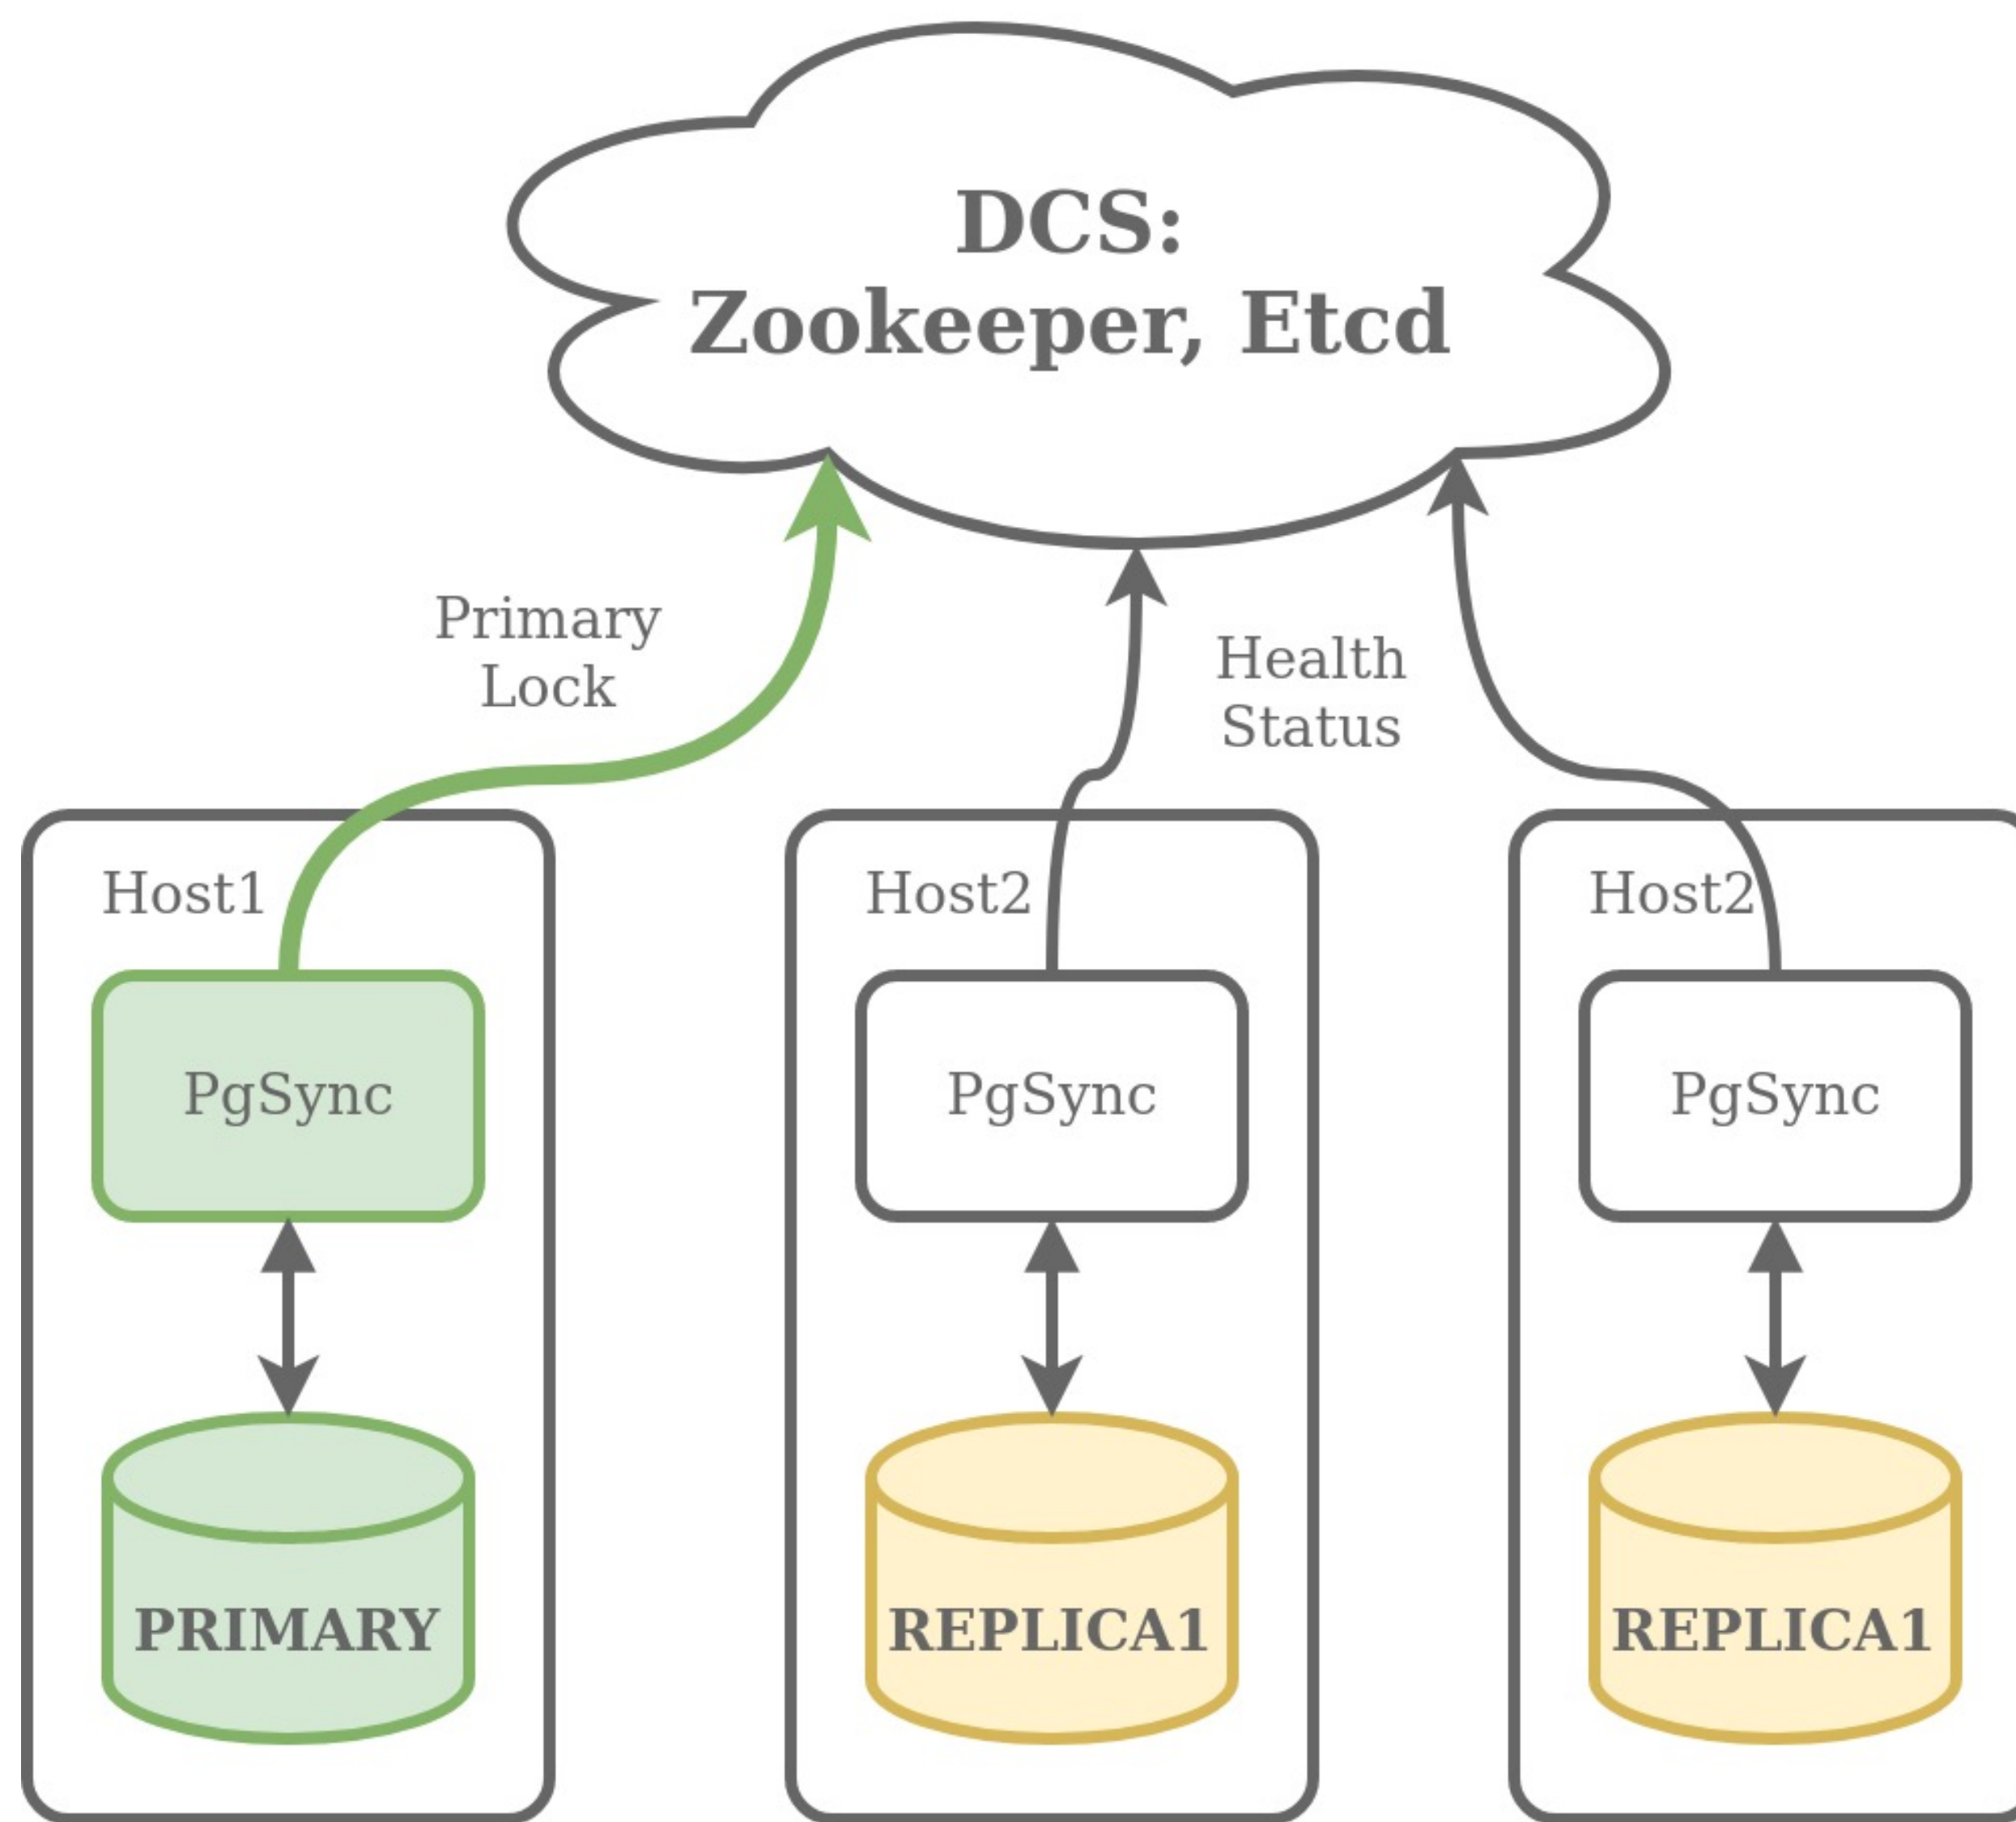 DCS:
Zookeeper, Etcd
Primary
Lock
Health
Status
Host1
Host2
Host2
PgSync
PgSync
PgSync
PRIMARY
REPLICA1
REPLICA1